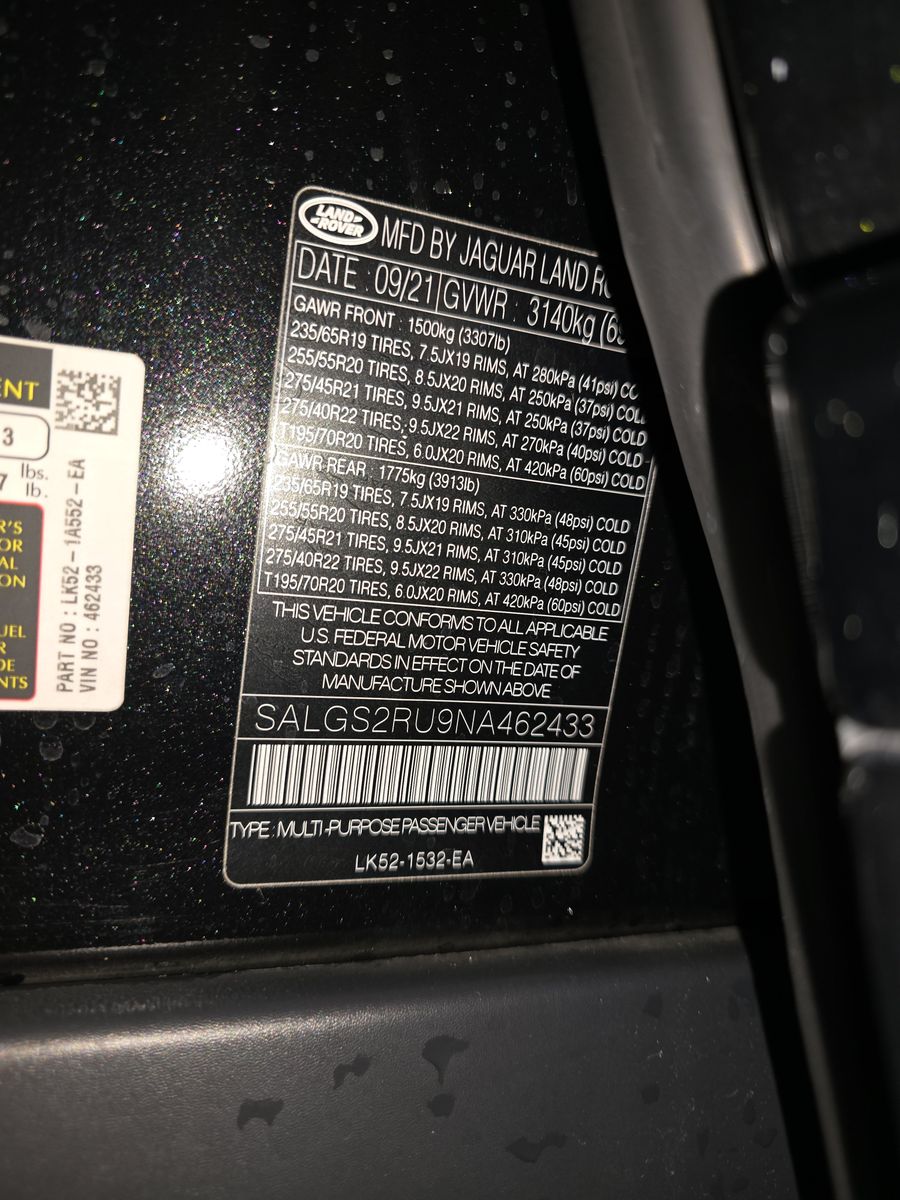 LAND
ROVER
MFD BY JAGUAR LAND
DATE 09/21 GVWR : 3140kg
GAWR FRONT : 1500kg (3307lb)
235/65R19 TIRES, 7.5JX19 RIMS, AT 280kPa (41psi)
255/55R20 TIRES, 8.5JX20 RIMS, AT 250kPa (37psi) COLD
275/45R21 TIRES, 9.5JX21 RIMS, AT 250kPa (37psi) COLD
275/40R22 TIRES, 9.5JX22 RIMS, AT 270kPa (40psi) COLD
T195/70R20 TIRES, 6.0JX20 RIMS, AT 420kPa (60psi) COLD
GAWR REAR : 1775kg (3913lb)
235/65R19 TIRES, 7.5JX19 RIMS, AT 330kPa (48psi) COLD
255/55R20 TIRES, 8.5JX20 RIMS, AT 310kPa (45psi) COLD
275/45R21 TIRES, 9.5JX21 RIMS, AT 310kPa (45psi) COLD
275/40R22 TIRES, 9.5JX22 RIMS, AT 330kPa (48psi) COLD
T195/70R20 TIRES, 6.0JX20 RIMS, AT 420kPa (60psi) COLD
THIS VEHICLE CONFORMS TO ALL APPLICABLE
U.S. FEDERAL MOTOR VEHICLE SAFETY
STANDARDS IN EFFECT ON THE DATE OF
MANUFACTURE SHOWN ABOVE
SALGS2RU9NA462433
TYPE : MULTI-PURPOSE PASSENGER VEHICLE
LK52-1532-EA
3
lbs.
lb.
PART NO : LK52-1A552-EA
VIN NO : 462433